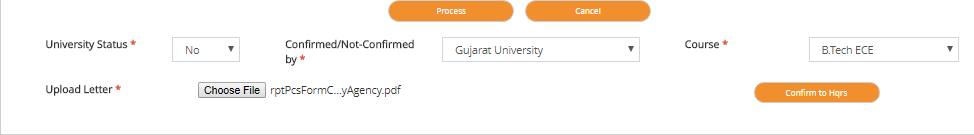 Process Cancel
University Status * No Confirmed/Not-Confirmed by * Gujarat University Course * B.Tech ECE
Upload Letter * Choose File rptPcsFormC...yAgency.pdf Confirm to Hqrs